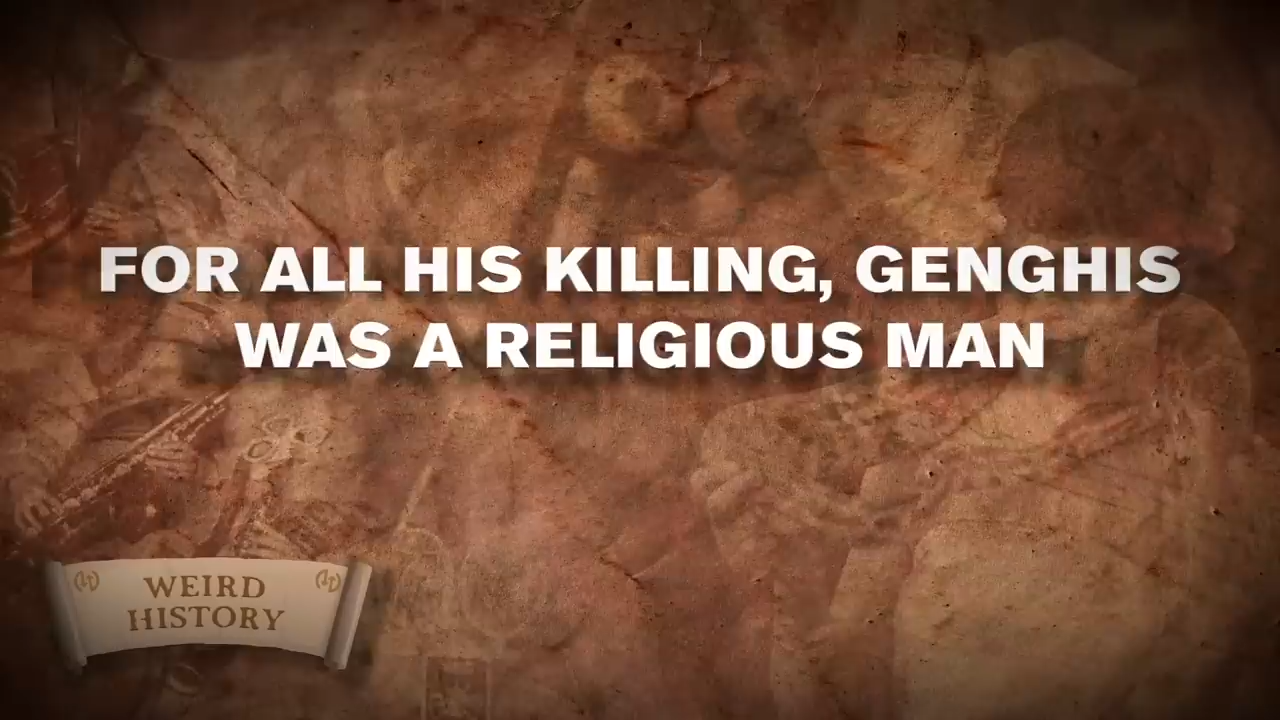 FOR ALL HIS KILLING, GENGHIS
WAS A RELIGIOUS MAN
WEIRD
HISTORY